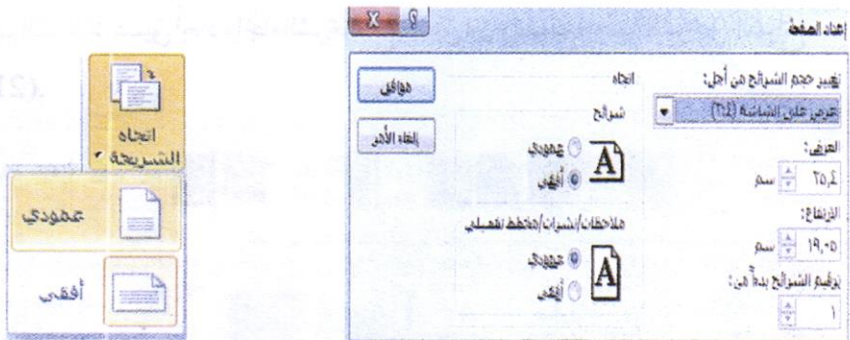 إعداد الصفحة
تغيير حجم الشرائح من أجل:
عرض على الشاشة (٤:٣)
العرض:
٢٥,٤ سم
الارتفاع:
١٩,٠٥ سم
ترقيم الشرائح بدءاً من:
١
اتجاه
شرائح
عمودي
أفقي
ملاحظات/نشرات/مخطط تفصيلي
عمودي
أفقي
موافق
إلغاء الأمر
اتجاه
الشريحة
عمودي
أفقي